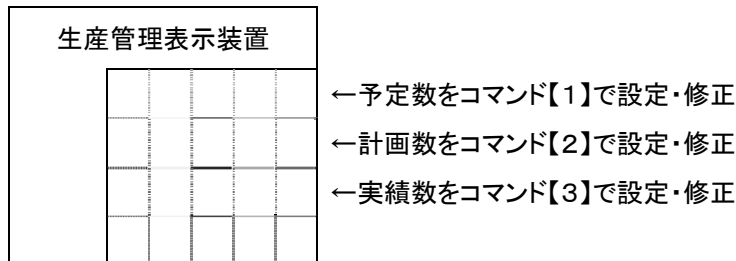 生産管理表示装置
←予定数をコマンド【1】で設定・修正
←計画数をコマンド【2】で設定・修正
←実績数をコマンド【3】で設定・修正